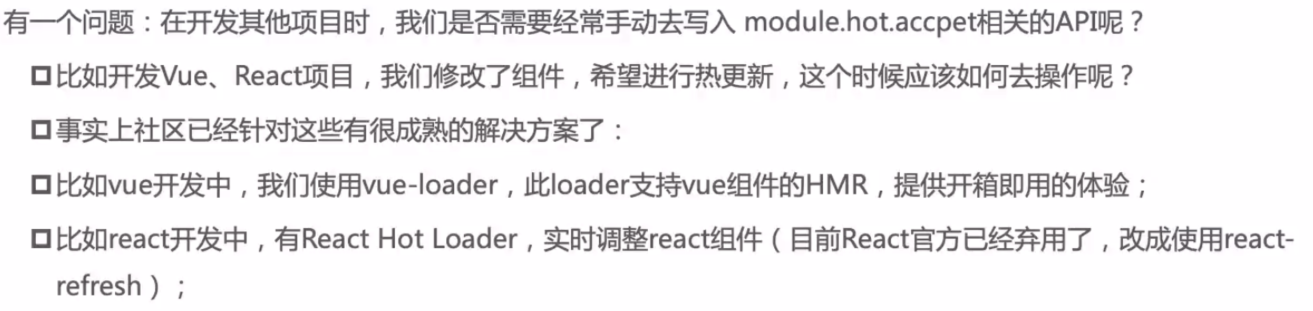 有一个问题：在开发其他项目时，我们是否需要经常手动去写入 module.hot.accpet相关的API呢？
比如开发Vue、React项目，我们修改了组件，希望进行热更新，这个时候应该如何去操作呢？
事实上社区已经针对这些有很成熟的解决方案了：
比如vue开发中，我们使用vue-loader，此loader支持vue组件的HMR，提供开箱即用的体验；
比如react开发中，有React Hot Loader，实时调整react组件（目前React官方已经弃用了，改成使用react-
refresh）；